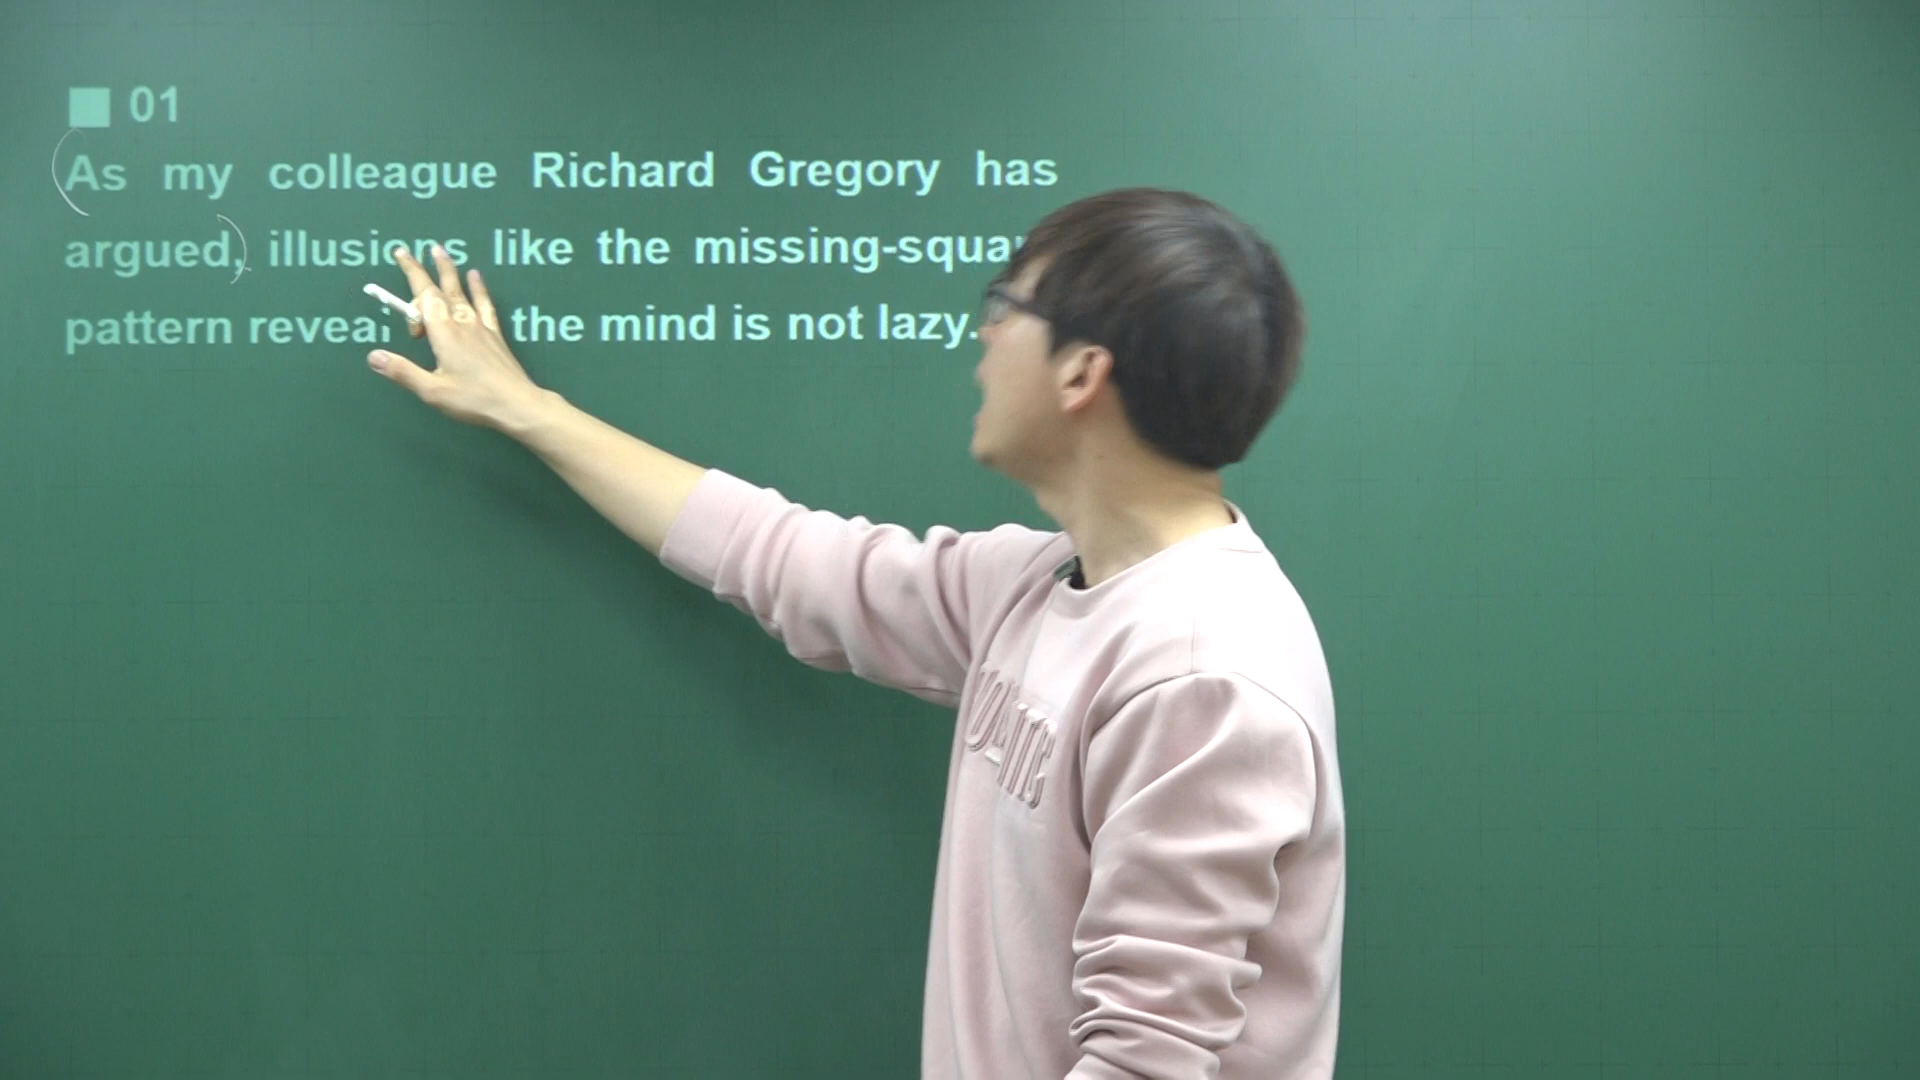 ■ 01
As my colleague Richard Gregory has
argued, illusions like the missing-squa
pattern reveal that the mind is not lazy.